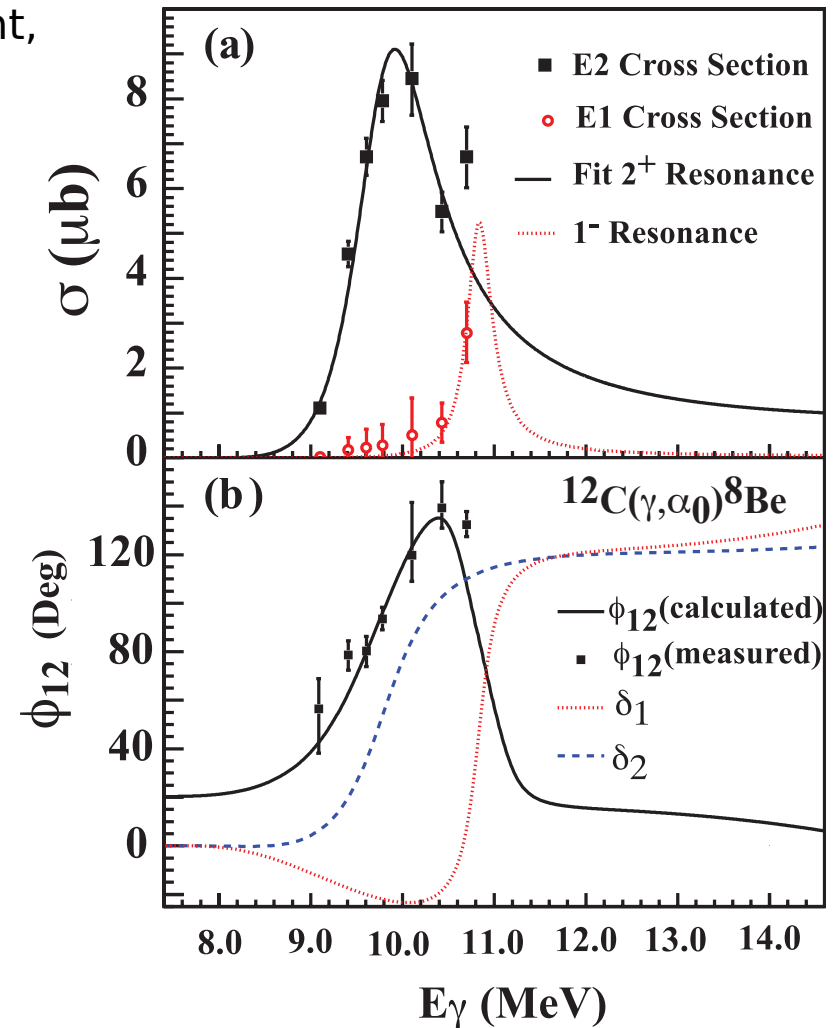 nt,
(a)
E2 Cross Section
E1 Cross Section
Fit 2⁺ Resonance
1⁻ Resonance
σ (μb)
8
6
4
2
0
(b)
¹²C(γ,α₀)⁸Be
ϕ₁₂ (Deg)
120
80
40
0
ϕ₁₂(calculated)
ϕ₁₂(measured)
δ₁
δ₂
8.0 9.0 10.0 11.0 12.0 13.0 14.0
Eγ (MeV)